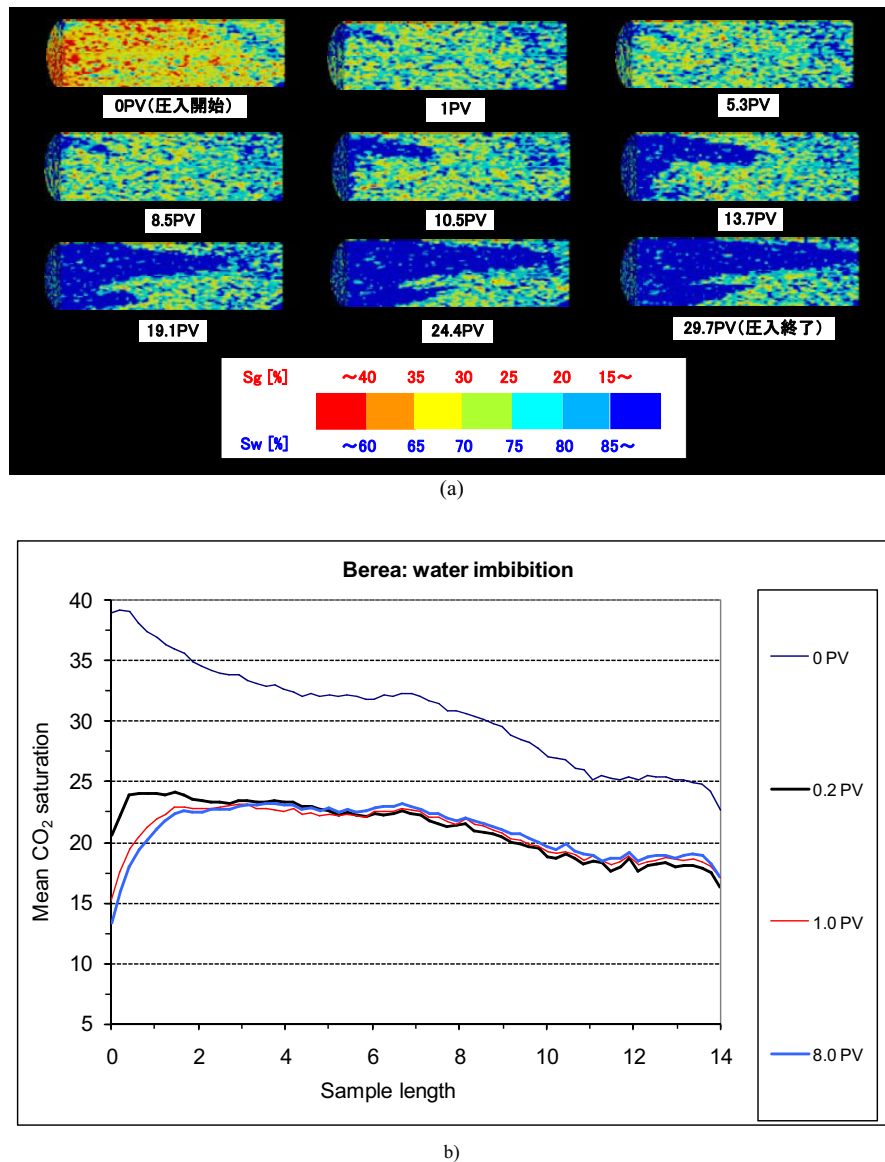 0PV(圧入開始)
1PV
5.3PV
8.5PV
10.5PV
13.7PV
19.1PV
24.4PV
29.7PV(圧入終了)
Sg [%] ～40 35 30 25 20 15～
Sw [%] ～60 65 70 75 80 85～
(a)
Berea: water imbibition
40
35
30
25
20
15
10
5
Mean CO₂ saturation
0 2 4 6 8 10 12 14
Sample length
0 PV
0.2 PV
1.0 PV
8.0 PV
b)